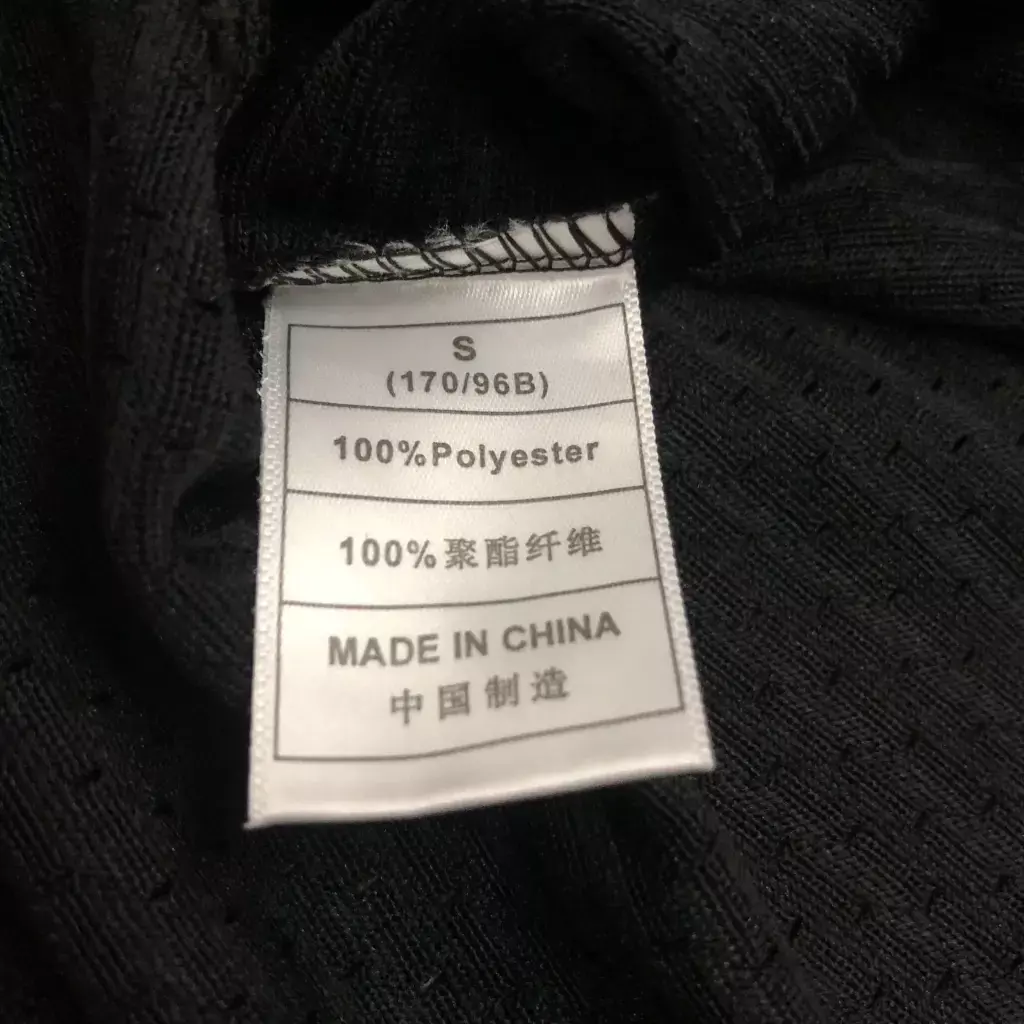 S
(170/96B)
100%Polyester
100%聚酯纤维
MADE IN CHINA
中国制造